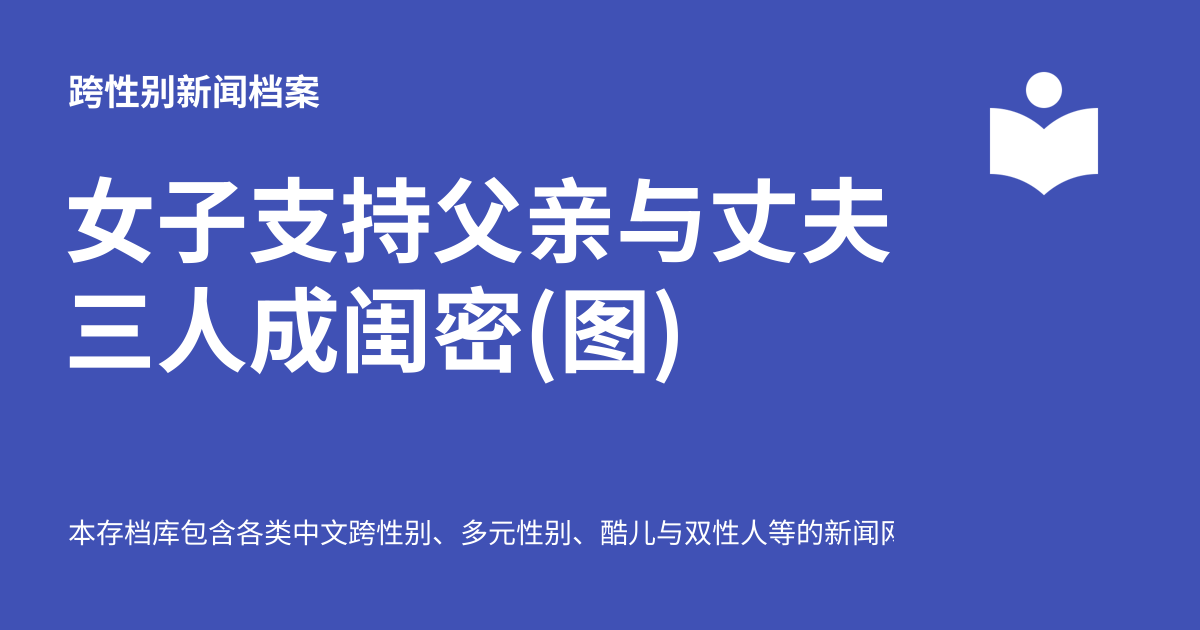 跨性别新闻档案
女子支持父亲与丈夫
三人成闺密(图)
本存档库包含各类中文跨性别、多元性别、酷儿与双性人等的新闻